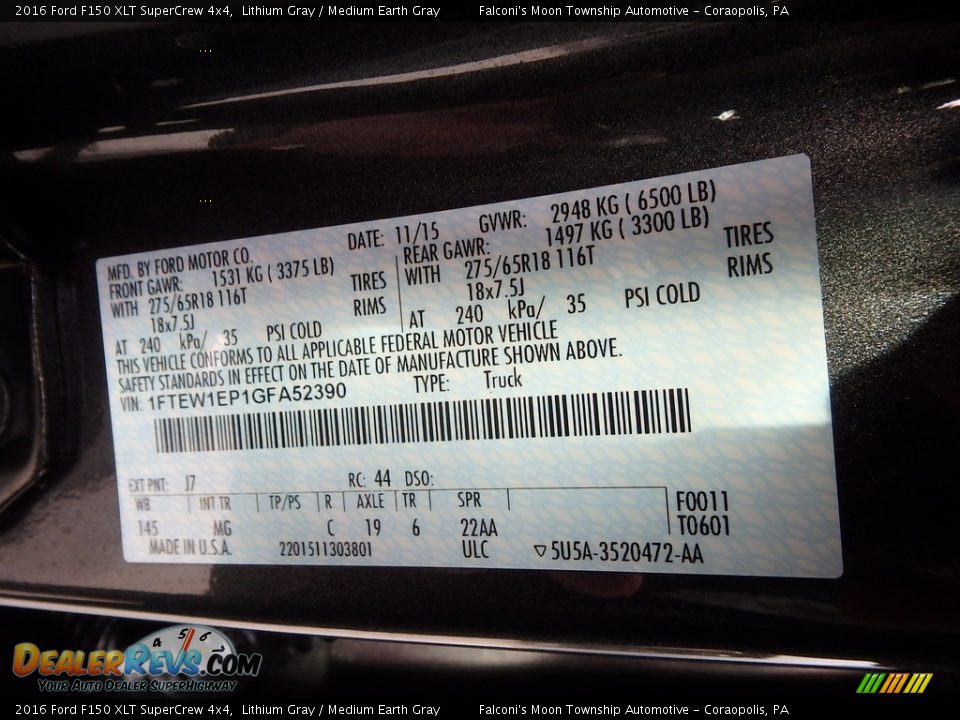 2016 Ford F150 XLT SuperCrew 4x4,  Lithium Gray / Medium Earth Gray    Falconi's Moon Township Automotive - Coraopolis, PA
MFD. BY FORD MOTOR CO.    DATE: 11/15    GVWR: 2948 KG ( 6500 LB)
FRONT GAWR: 1531 KG ( 3375 LB)    REAR GAWR: 1497 KG ( 3300 LB)
WITH 275/65R18 116T TIRES    WITH 275/65R18 116T TIRES
18x7.5J RIMS    18x7.5J RIMS
AT 240 kPa/ 35 PSI COLD    AT 240 kPa/ 35 PSI COLD
THIS VEHICLE CONFORMS TO ALL APPLICABLE FEDERAL MOTOR VEHICLE
SAFETY STANDARDS IN EFFECT ON THE DATE OF MANUFACTURE SHOWN ABOVE.
VIN: 1FTEW1EP1GFA52390    TYPE: Truck
EXT PNT: J7    RC: 44 DSO:
WB INT TR TP/PS R AXLE TR SPR F0011
145 MG C 19 6 22AA T0601
MADE IN U.S.A. 2201511303801 ULC ▽5U5A-3520472-AA
4 5 6
DEALERREVS.COM
YOUR AUTO DEALER SUPERHIGHWAY
2016 Ford F150 XLT SuperCrew 4x4,  Lithium Gray / Medium Earth Gray    Falconi's Moon Township Automotive - Coraopolis, PA